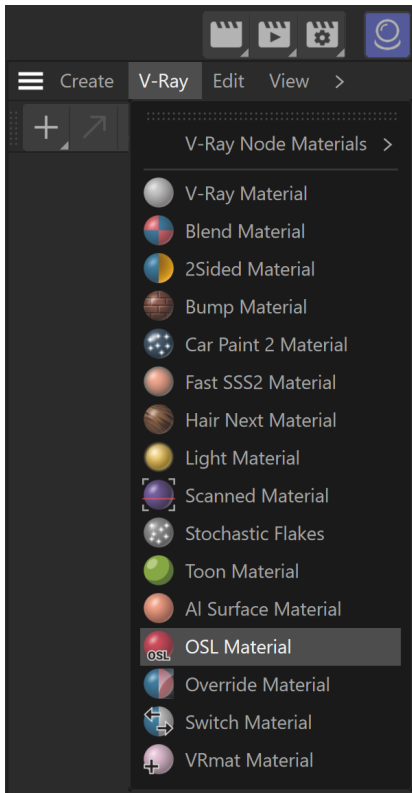 Create V-Ray Edit View
V-Ray Node Materials
V-Ray Material
Blend Material
2Sided Material
Bump Material
Car Paint 2 Material
Fast SSS2 Material
Hair Next Material
Light Material
Scanned Material
Stochastic Flakes
Toon Material
Al Surface Material
OSL OSL Material
Override Material
Switch Material
VRmat Material